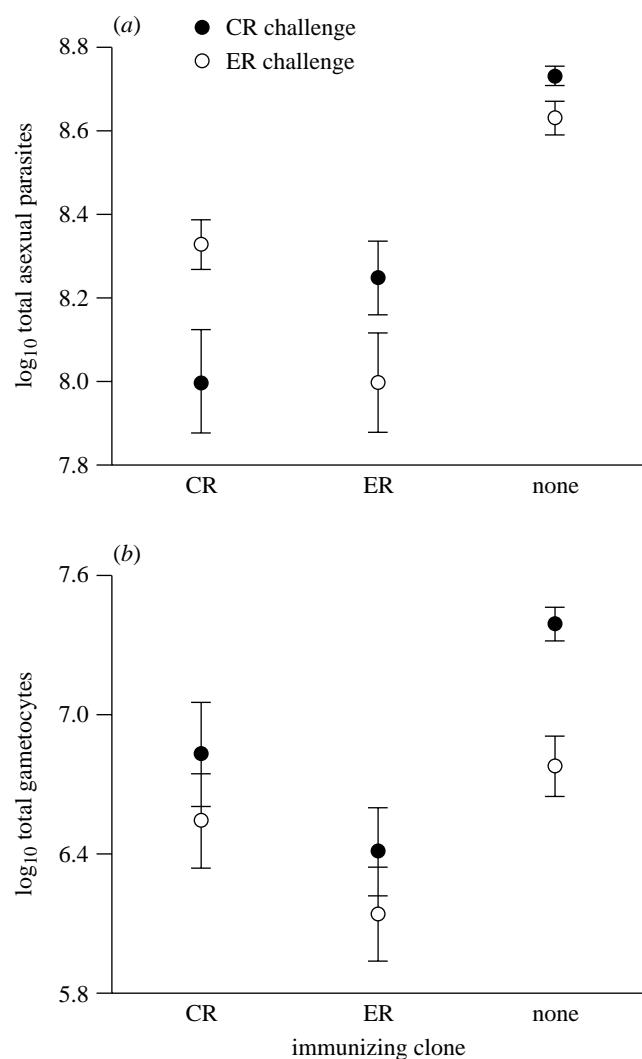 CR challenge
ER challenge
(a)
8.8
8.6
8.4
8.2
8.0
7.8
log10 total asexual parasites
CR ER none
(b)
7.6
7.0
6.4
5.8
log10 total gametocytes
CR ER none
immunizing clone